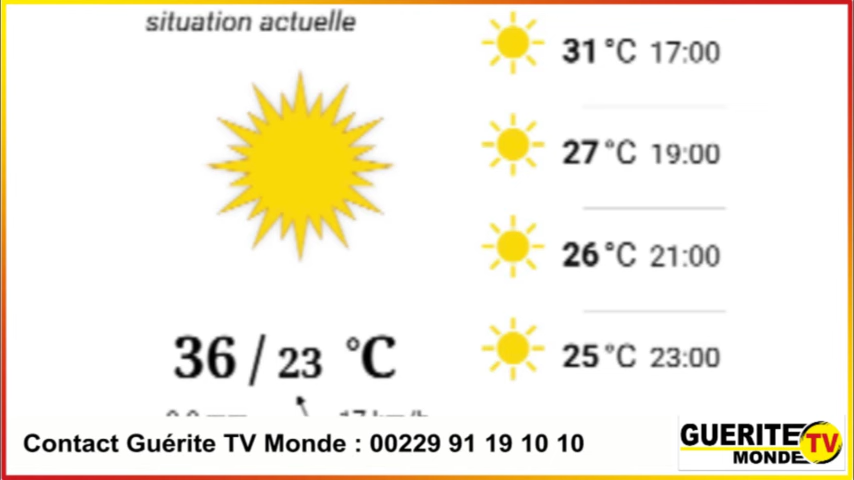 situation actuelle
36 / 23 °C
31 °C 17:00
27 °C 19:00
26 °C 21:00
25 °C 23:00
Contact Guérite TV Monde : 00229 91 19 10 10
GUERITE TV
MONDE